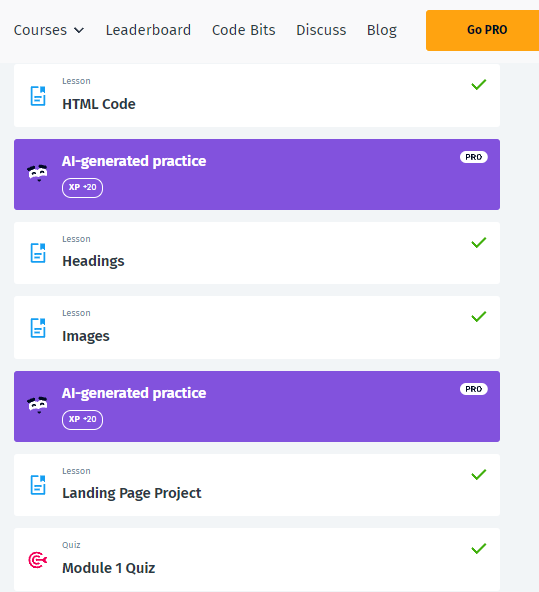 Courses Leaderboard Code Bits Discuss Blog Go PRO
Lesson
HTML Code
AI-generated practice PRO
XP +20
Lesson
Headings
Lesson
Images
AI-generated practice PRO
XP +20
Lesson
Landing Page Project
Quiz
Module 1 Quiz